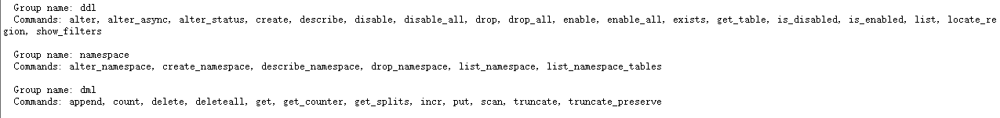 Group name: ddl
Commands: alter, alter_async, alter_status, create, describe, disable, disable_all, drop, drop_all, enable, enable_all, exists, get_table, is_disabled, is_enabled, list, locate_re
gion, show_filters
Group name: namespace
Commands: alter_namespace, create_namespace, describe_namespace, drop_namespace, list_namespace, list_namespace_tables
Group name: dml
Commands: append, count, delete, deleteall, get, get_counter, get_splits, incr, put, scan, truncate, truncate_preserve